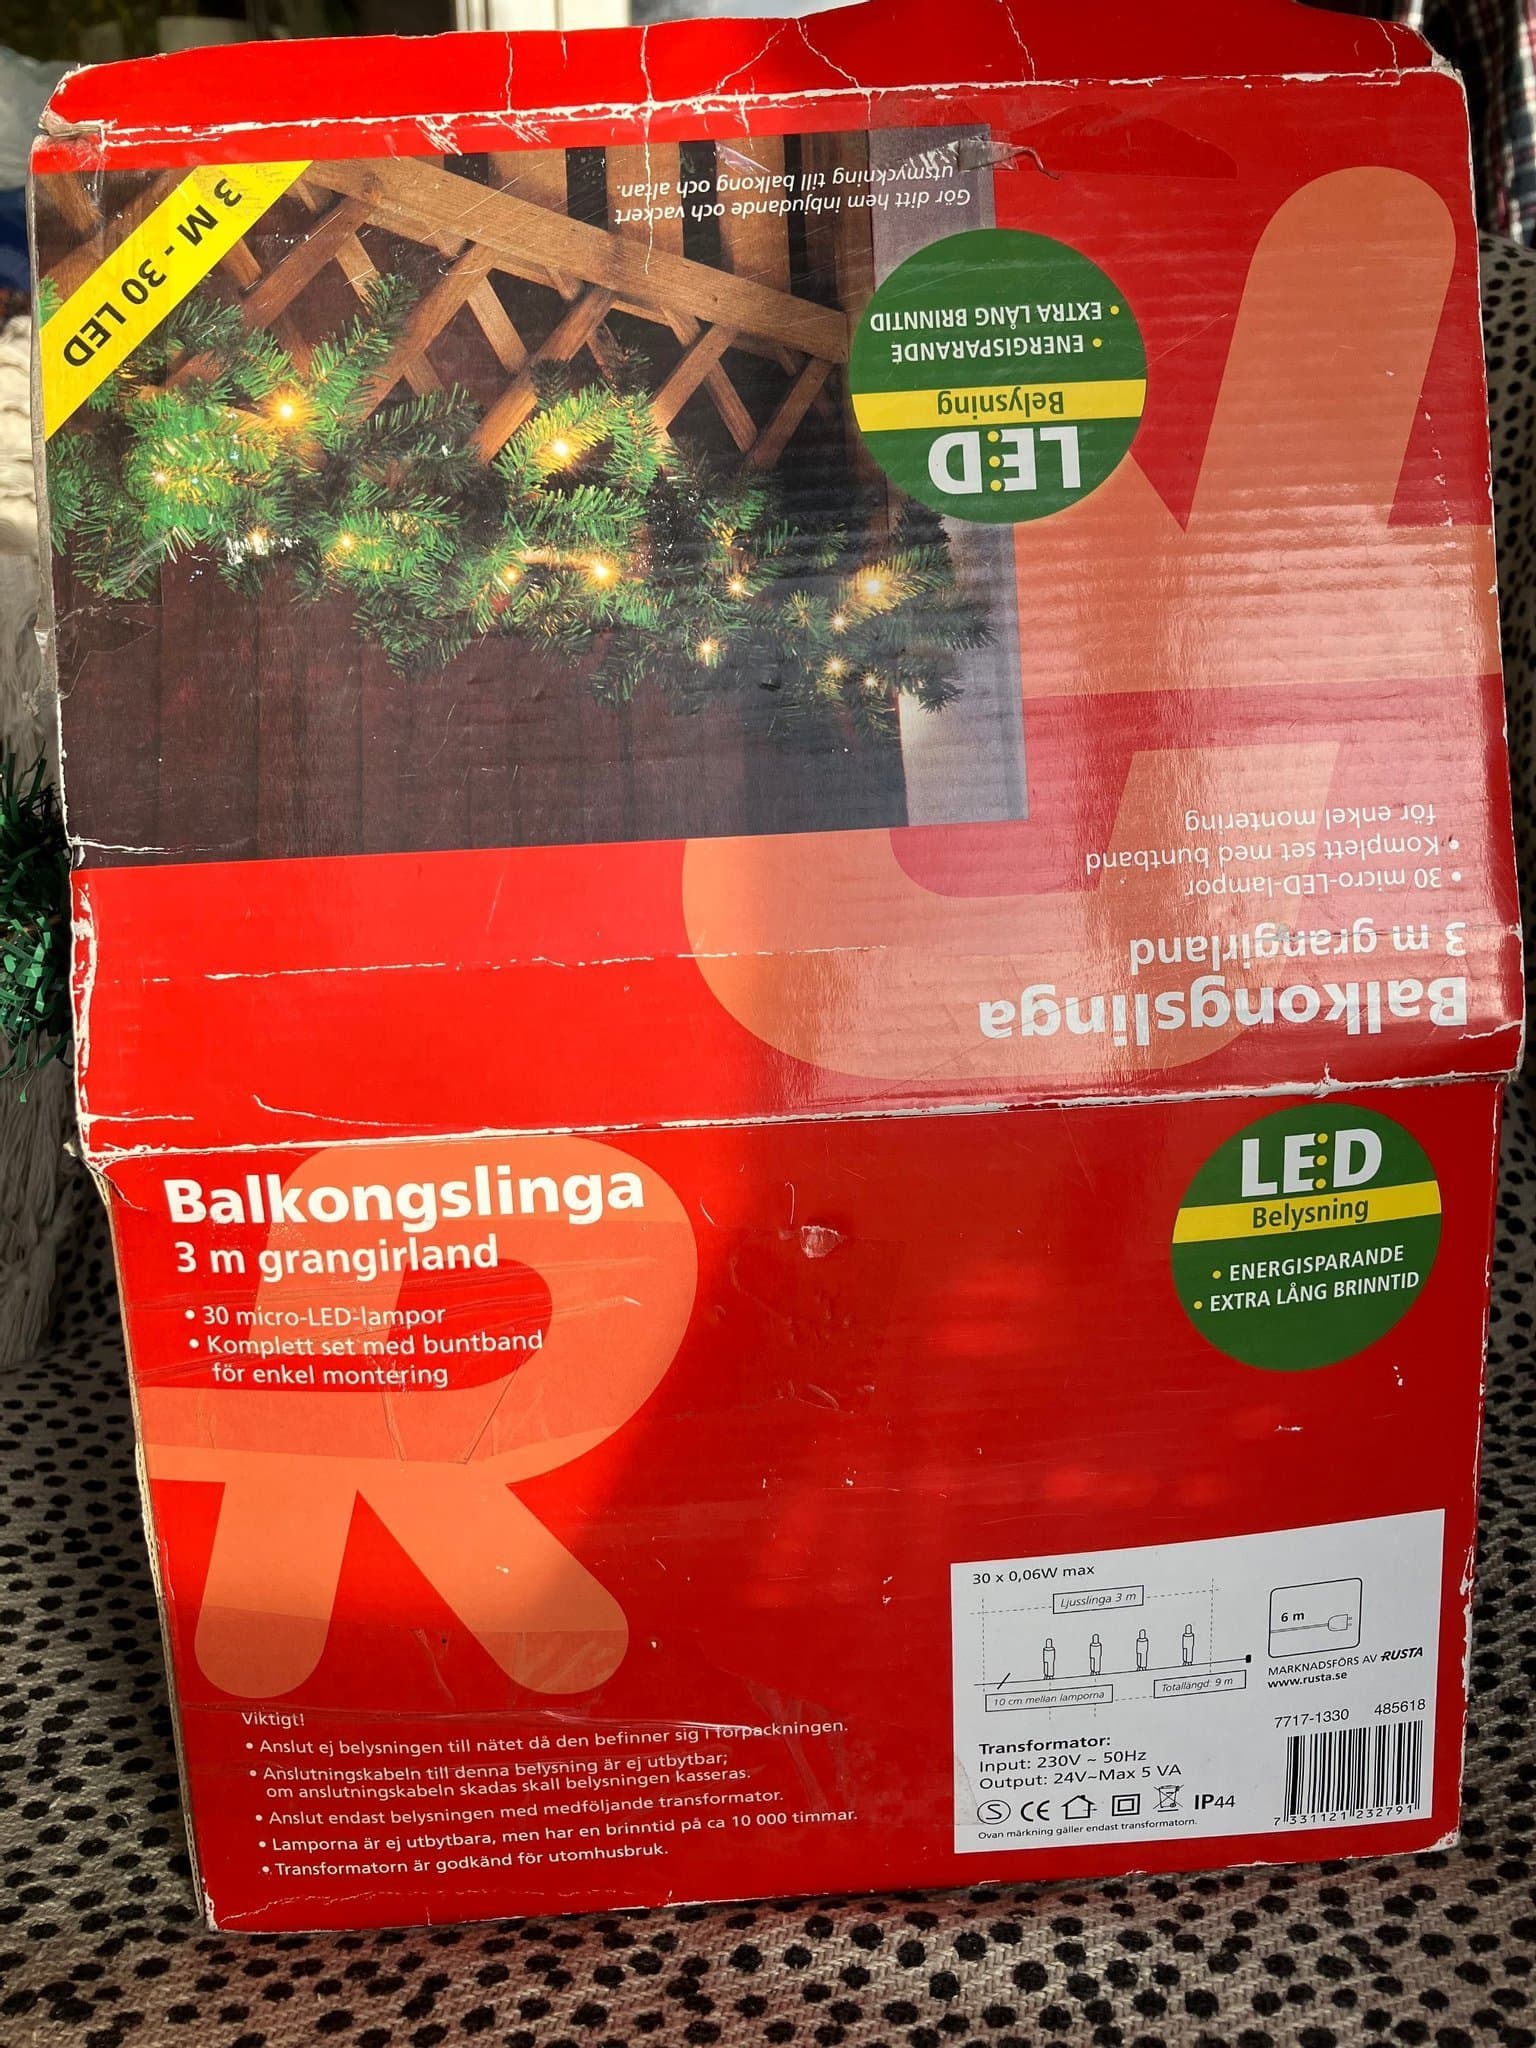 Gör ditt hem inbjudande och vackert
utsmyckning till balkong och altan.
3 M - 30 LED
LED
Belysning
• ENERGISPARANDE
• EXTRA LÅNG BRINNTID
Balkongslinga
3 m grangirland
• 30 micro-LED-lampor
• Komplett set med buntband
för enkel montering
Balkongslinga
3 m grangirland
• 30 micro-LED-lampor
• Komplett set med buntband
för enkel montering
LED
Belysning
• ENERGISPARANDE
• EXTRA LÅNG BRINNTID
Viktigt!
• Anslut ej belysningen till nätet då den befinner sig i förpackningen.
• Anslutningskabeln till denna belysning är ej utbytbar;
om anslutningskabeln skadas skall belysningen kasseras.
• Anslut endast belysningen med medföljande transformator.
• Lamporna är ej utbytbara, men har en brinntid på ca 10 000 timmar.
• Transformatorn är godkänd för utomhusbruk.
30 x 0,06W max
Ljusslinga 3 m
10 cm mellan lamporna
Totallängd: 9 m
6 m
MARKNADSFÖRS AV RUSTA
www.rusta.se
7717-1330 485618
Transformator:
Input: 230V ~ 50Hz
Output: 24V~Max 5 VA
S CE IP44
Ovan märkning gäller endast transformatorn.
7 331121 232791